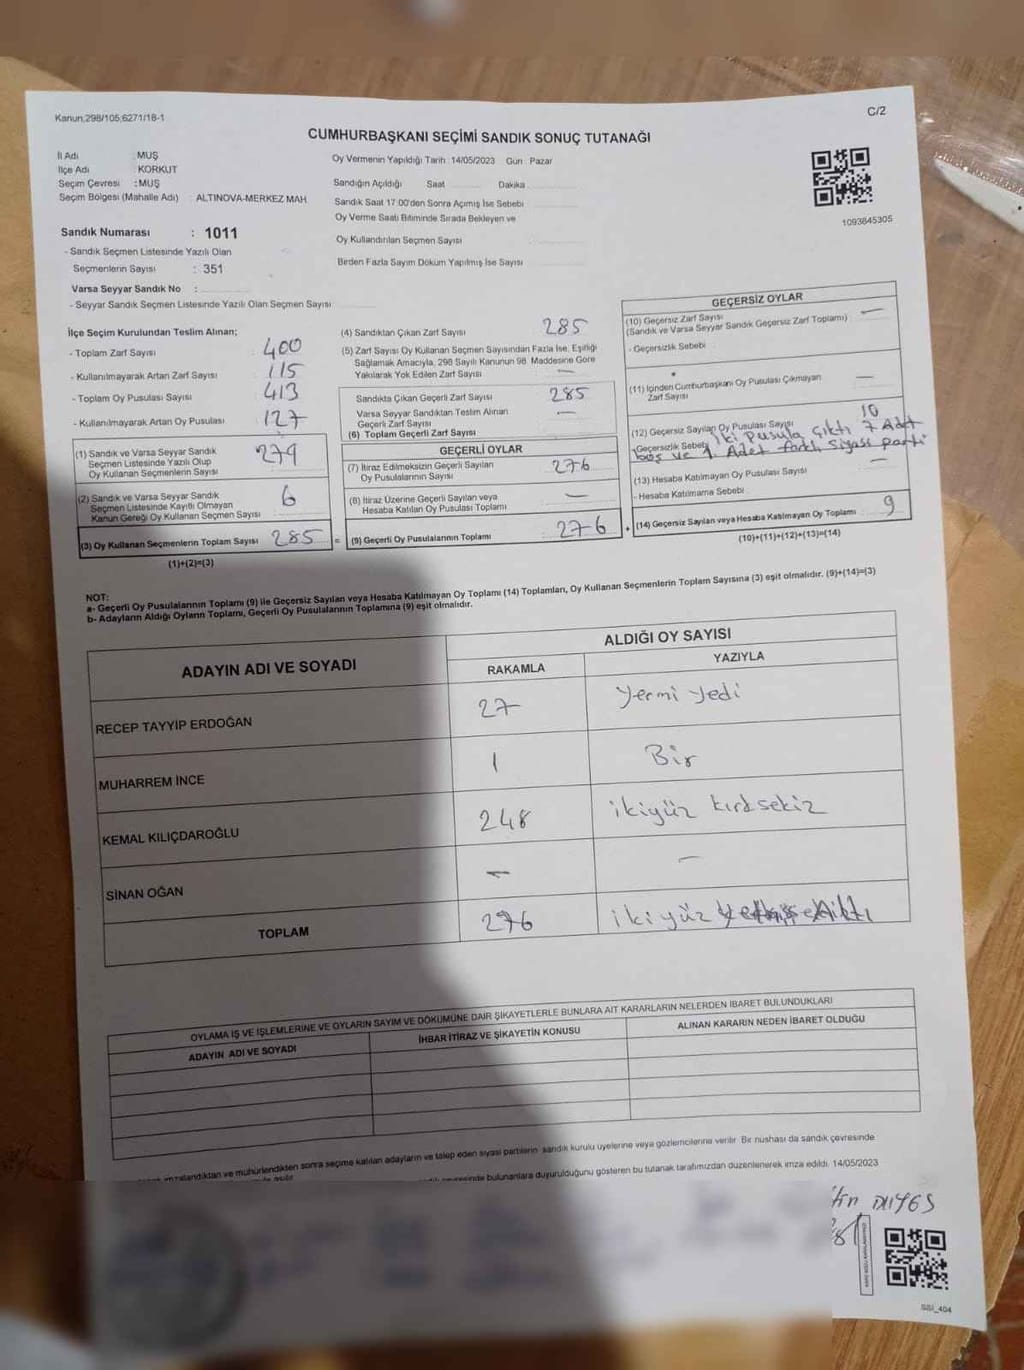 Kanun,298/105;6271/18-1
C/2
CUMHURBAŞKANI SEÇİMİ SANDIK SONUÇ TUTANAĞI
İl Adı : MUŞ
İlçe Adı : KORKUT
Seçim Çevresi : MUŞ
Seçim Bölgesi (Mahalle Adı) : ALTINOVA-MERKEZ MAH.
Sandık Numarası : 1011
- Sandık Seçmen Listesinde Yazılı Olan
Seçmenlerin Sayısı : 351
Varsa Seyyar Sandık No :
- Seyyar Sandık Seçmen Listesinde Yazılı Olan Seçmen Sayısı
Oy Vermenin Yapıldığı Tarih: 14/05/2023 Gün : Pazar
Sandığın Açıldığı Saat Dakika
Sandık Saat 17:00'den Sonra Açımış İse Sebebi
Oy Verme Saati Bitiminde Sırada Bekleyen ve
Oy Kullandırılan Seçmen Sayısı
Birden Fazla Sayım Döküm Yapılmış İse Sayısı
1093845305
İlçe Seçim Kurulundan Teslim Alınan;
- Toplam Zarf Sayısı 400
- Kullanılmayarak Artan Zarf Sayısı 115
- Toplam Oy Pusulası Sayısı 413
- Kullanılmayarak Artan Oy Pusulası 127
(1) Sandık ve Varsa Seyyar Sandık
Seçmen Listesinde Yazılı Olup
Oy Kullanan Seçmenlerin Sayısı 279
(2) Sandık ve Varsa Seyyar Sandık
Seçmen Listesinde Kayıtlı Olmayan
Kanun Gereği Oy Kullanan Seçmen Sayısı 6
(3) Oy Kullanan Seçmenlerin Toplam Sayısı 285 =
(1)+(2)=(3)
(4) Sandıktan Çıkan Zarf Sayısı 285
(5) Zarf Sayısı Oy Kullanan Seçmen Sayısından Fazla İse, Eşitliği
Sağlamak Amacıyla, 298 Sayılı Kanunun 98. Maddesine Göre
Yakılarak Yok Edilen Zarf Sayısı —
Sandıkta Çıkan Geçerli Zarf Sayısı 285
Varsa Seyyar Sandıktan Teslim Alınan
Geçerli Zarf Sayısı —
(6) Toplam Geçerli Zarf Sayısı
GEÇERLİ OYLAR
(7) İtiraz Edilmeksizin Geçerli Sayılan
Oy Pusulalarının Sayısı 276
(8) İtiraz Üzerine Geçerli Sayılan veya
Hesaba Katılan Oy Pusulası Toplamı —
(9) Geçerli Oy Pusulalarının Toplamı 276 +
GEÇERSİZ OYLAR
(10) Geçersiz Zarf Sayısı —
(Sandık ve Varsa Seyyar Sandık Geçersiz Zarf Toplamı)
- Geçersizlik Sebebi
(11) İçinden Cumhurbaşkanı Oy Pusulası Çıkmayan
Zarf Sayısı —
(12) Geçersiz Sayılan Oy Pusulası Sayısı 10
-Geçersizlik Sebebi iki pusula çıktı 7 Adet
boş ve 1. Adet farklı siyasi parti
(13) Hesaba Katılmayan Oy Pusulası Sayısı —
- Hesaba Katılmama Sebebi
(14) Geçersiz Sayılan veya Hesaba Katılmayan Oy Toplamı 9
(10)+(11)+(12)+(13)=(14)
NOT:
a- Geçerli Oy Pusulalarının Toplamı (9) ile Geçersiz Sayılan veya Hesaba Katılmayan Oy Toplamı (14) Toplamları, Oy Kullanan Seçmenlerin Toplam Sayısına (3) eşit olmalıdır. (9)+(14)=(3)
b- Adayların Aldığı Oyların Toplamı, Geçerli Oy Pusulalarının Toplamına (9) eşit olmalıdır.
ADAYIN ADI VE SOYADI
ALDIĞI OY SAYISI
RAKAMLA
YAZIYLA
RECEP TAYYİP ERDOĞAN 27 Yermi yedi
MUHARREM İNCE 1 Bir
KEMAL KILIÇDAROĞLU 248 ikiyüz kırksekiz
SİNAN OĞAN — —
TOPLAM 276 ikiyüz
OYLAMA İŞ VE İŞLEMLERİNE VE OYLARIN SAYIM VE DÖKÜMÜNE DAİR ŞİKAYETLERLE BUNLARA AİT KARARLARIN NELERDEN İBARET BULUNDUKLARI
ADAYIN ADI VE SOYADI
İHBAR İTİRAZ VE ŞİKAYETİN KONUSU
ALINAN KARARIN NEDEN İBARET OLDUĞU
imzalandıktan ve mühürlendikten sonra seçime katılan adayların ve talep eden siyasi partilerin sandık kurulu üyelerine veya gözlemcilerine verilir. Bir nüshası da sandık çevresinde
bulunanlara duyurulduğunu gösteren bu tutanak tarafımızdan düzenlenerek imza edildi. 14/05/2023
SSI_404